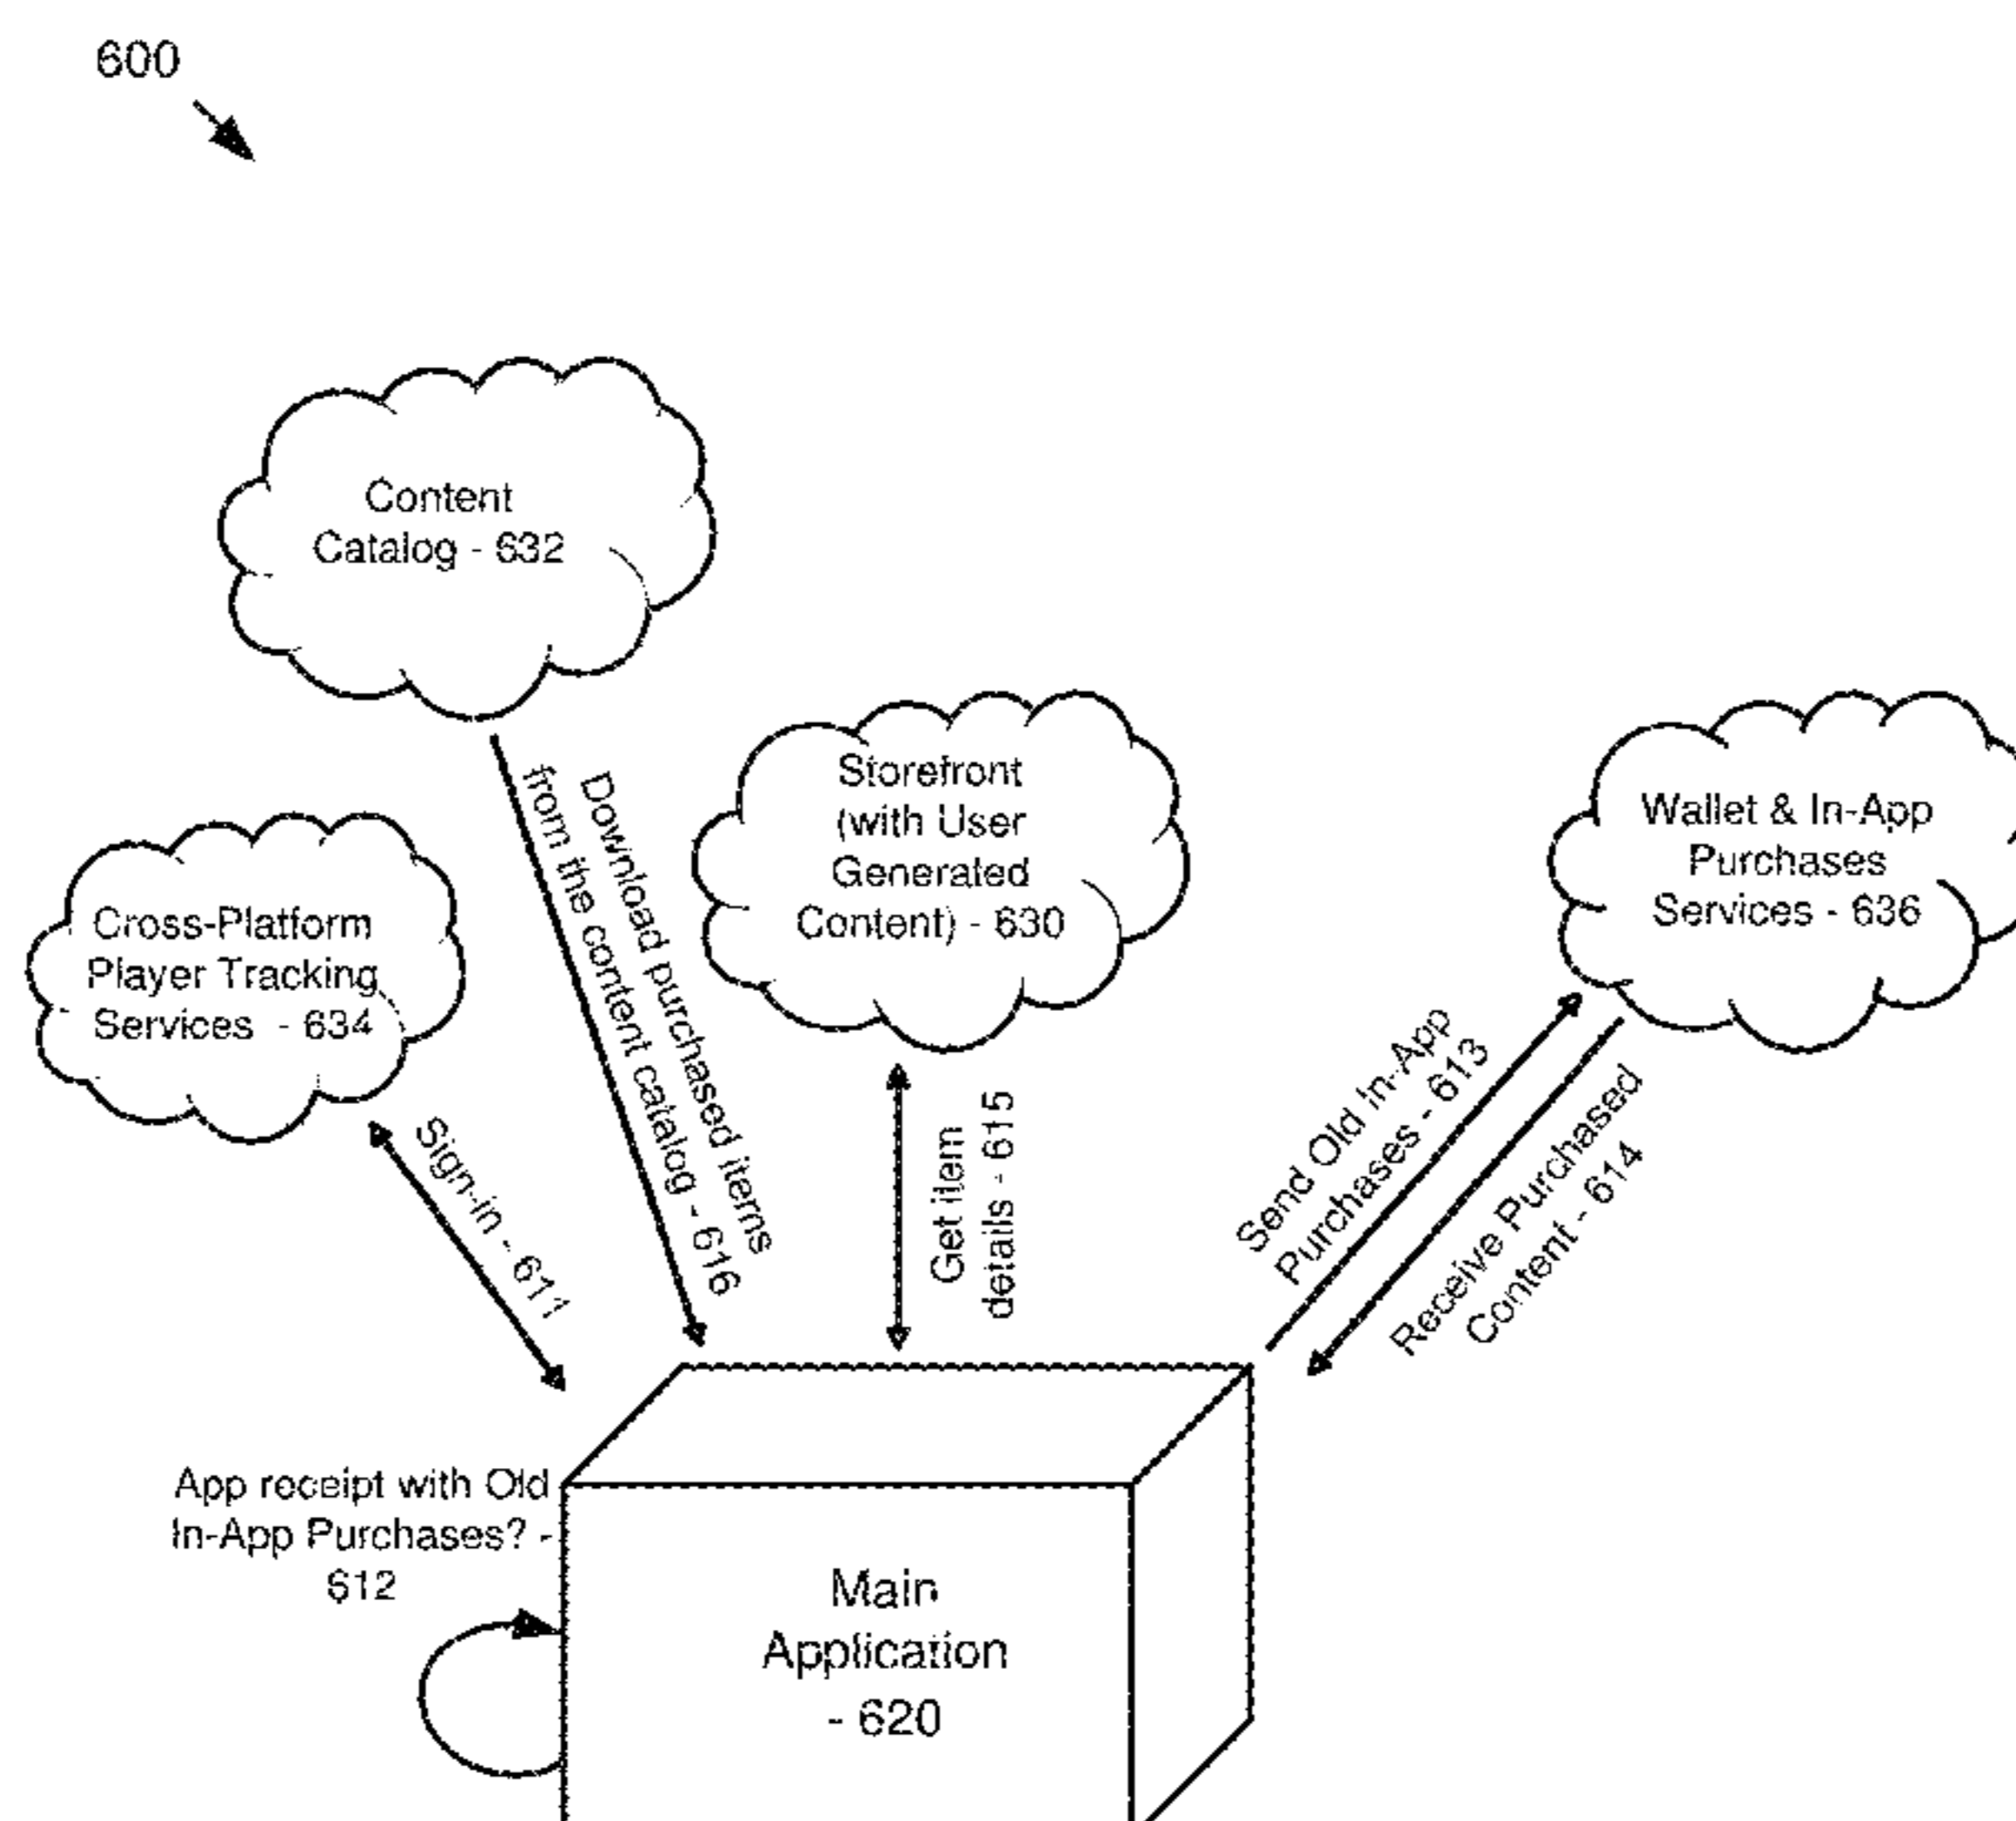 600
Content
Catalog - 632
Storefront
(with User
Generated
Content) - 630
Wallet & In-App
Purchases
Services - 636
Cross-Platform
Player Tracking
Services - 634
Download purchased items
from the content catalog - 616
Sign-in - 611
Get item
details - 615
Send Old In-App
Purchases - 613
Receive Purchased
Content - 614
App receipt with Old
In-App Purchases? -
612
Main
Application
- 620